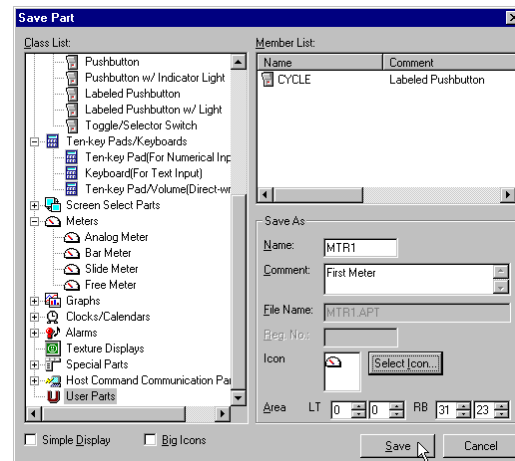 Save Part
Class List:
Member List:
Pushbutton
Pushbutton w/ Indicator Light
Labeled Pushbutton
Labeled Pushbutton w/ Light
Toggle/Selector Switch
Ten-key Pads/Keyboards
Ten-key Pad(For Numerical Inp
Keyboard(For Text Input)
Ten-key Pad/Volume(Direct-wr
Screen Select Parts
Meters
Analog Meter
Bar Meter
Slide Meter
Free Meter
Graphs
Clocks/Calendars
Alarms
Texture Displays
Special Parts
Host Command Communication Par
User Parts
Name Comment
CYCLE Labeled Pushbutton
Save As
Name: MTR1
Comment: First Meter
File Name: MTR1.APT
Reg. No.:
Icon Select Icon...
Area LT 0 0 RB 31 23
Simple Display Big Icons
Save Cancel